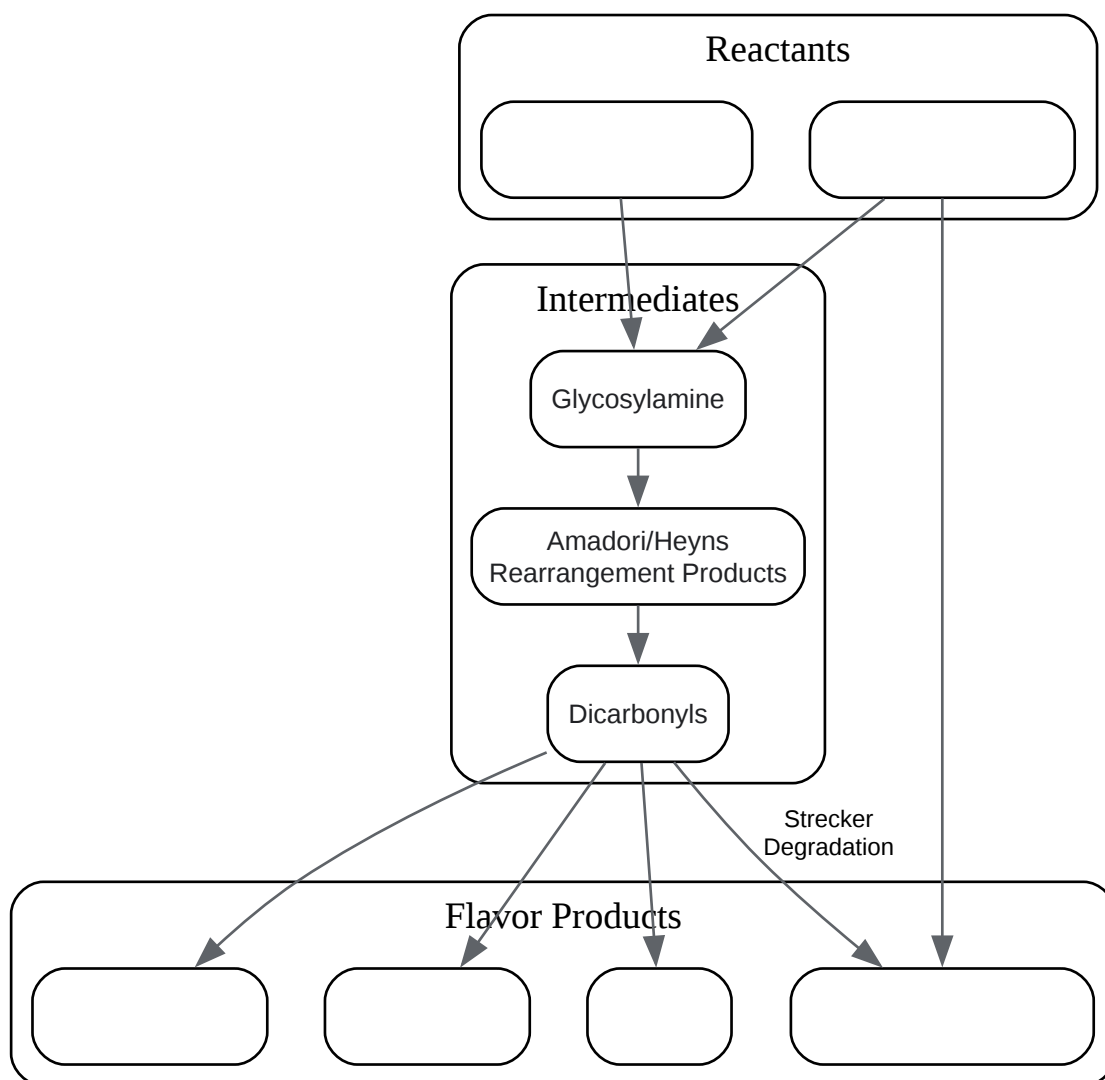 Reactants
Intermediates
Glycosylamine
Amadori/Heyns
Rearrangement Products
Dicarbonyls
Strecker
Degradation
Flavor Products